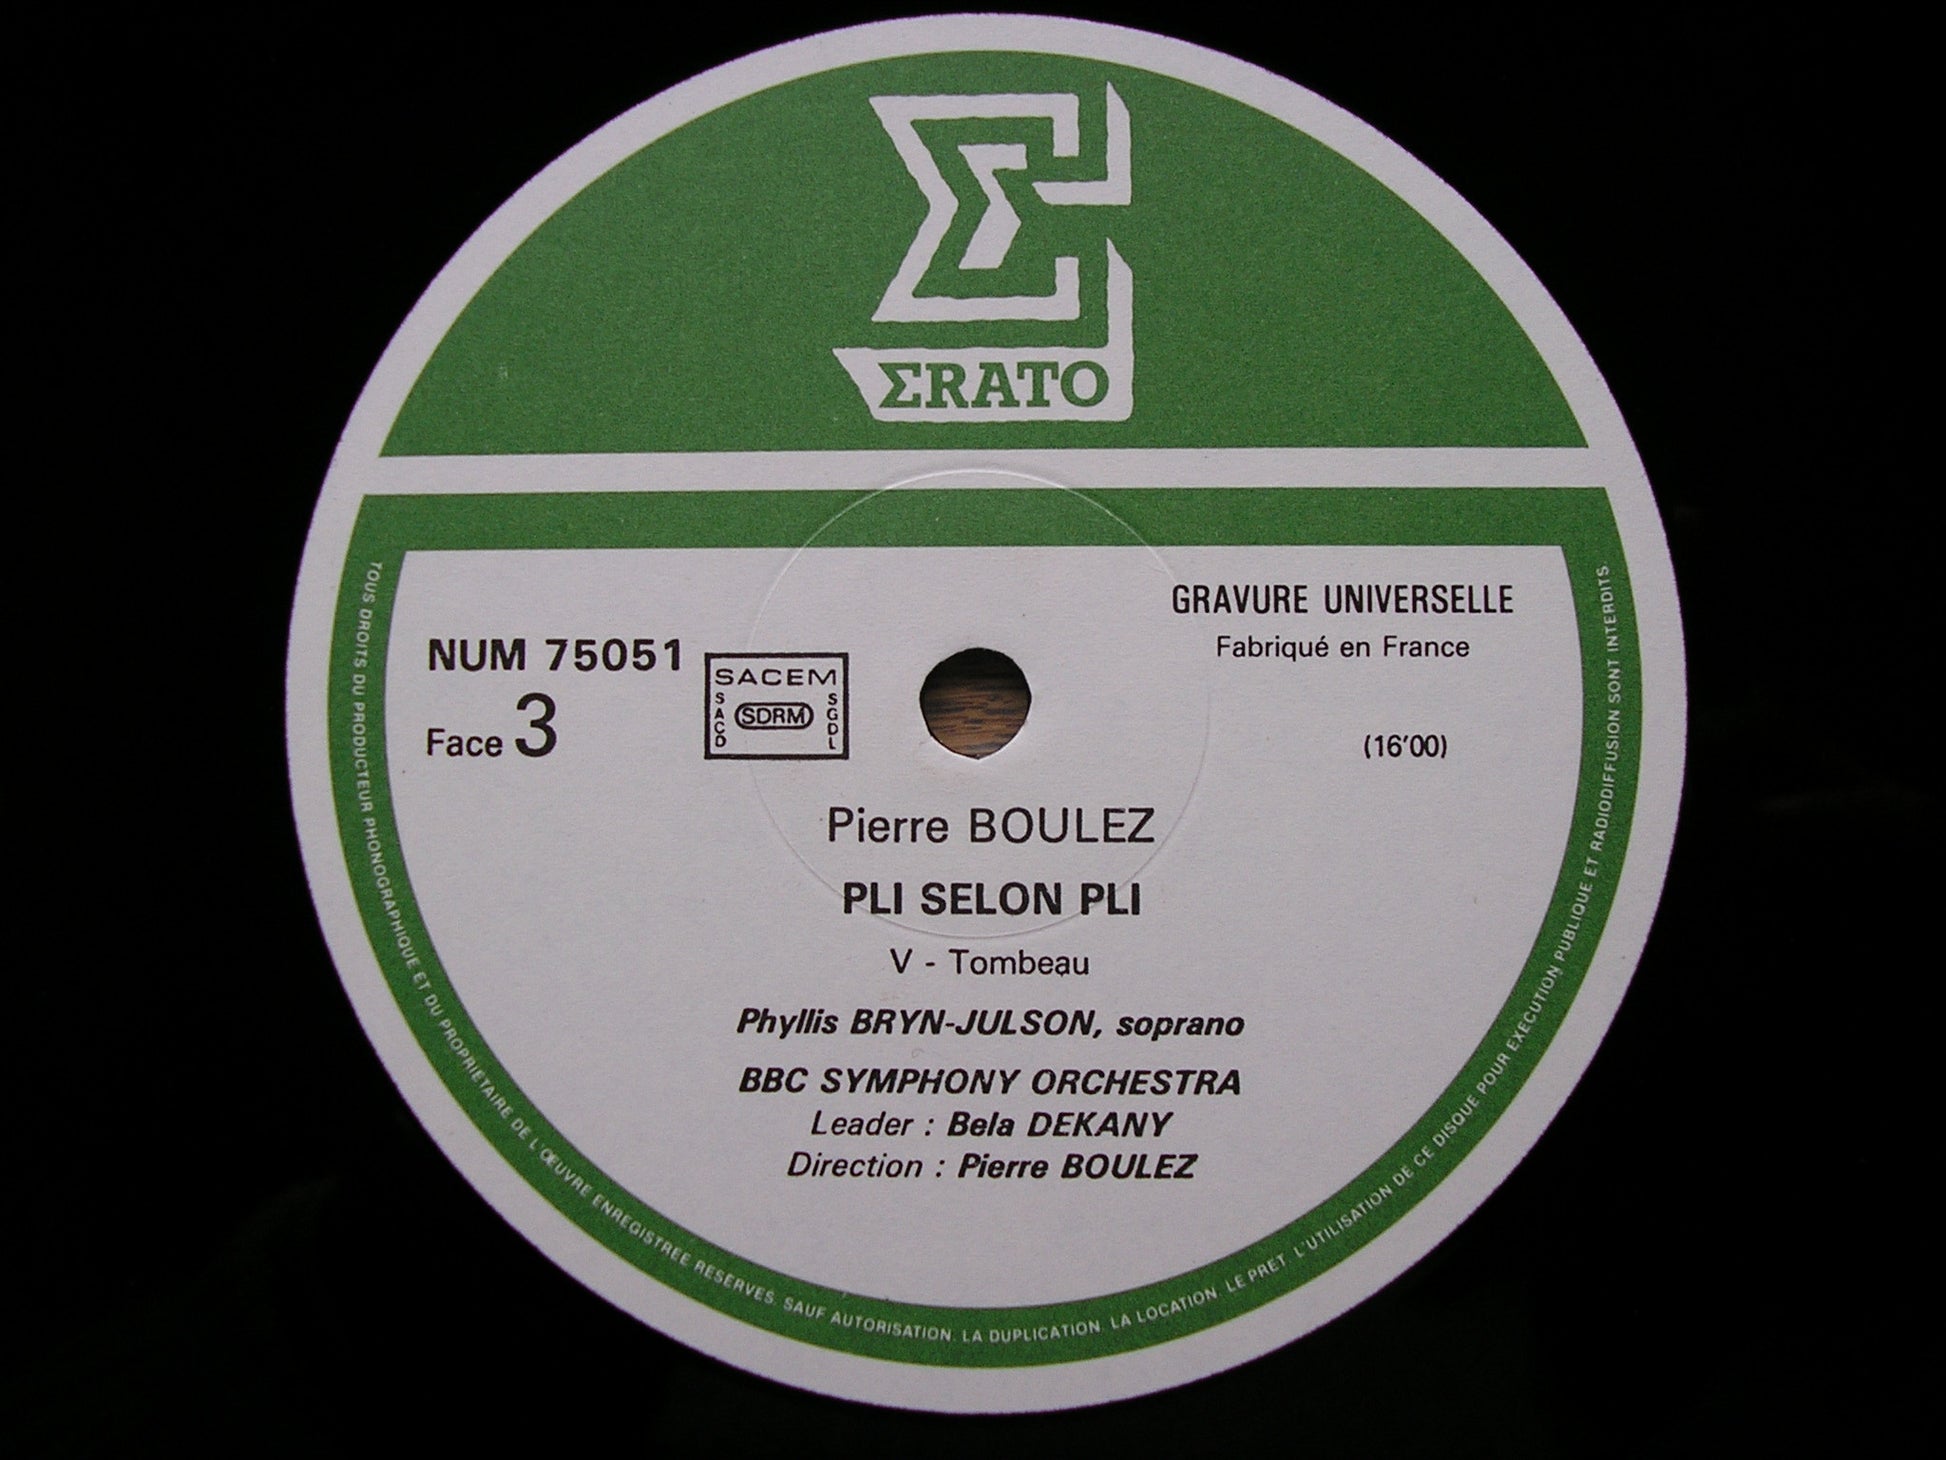 ΣRATO
GRAVURE UNIVERSELLE
Fabriqué en France
NUM 75051
Face 3
SACEM
SACD
SDRM
SGDL
(16'00)
Pierre BOULEZ
PLI SELON PLI
V - Tombeau
Phyllis BRYN-JULSON, soprano
BBC SYMPHONY ORCHESTRA
Leader : Bela DEKANY
Direction : Pierre BOULEZ
TOUS DROITS DU PRODUCTEUR PHONOGRAPHIQUE ET DU PROPRIETAIRE DE L'ŒUVRE ENREGISTREE RESERVES. SAUF AUTORISATION. LA DUPLICATION. LA LOCATION. LE PRET. L'UTILISATION DE CE DISQUE POUR EXECUTION PUBLIQUE ET RADIODIFFUSION SONT INTERDITS.